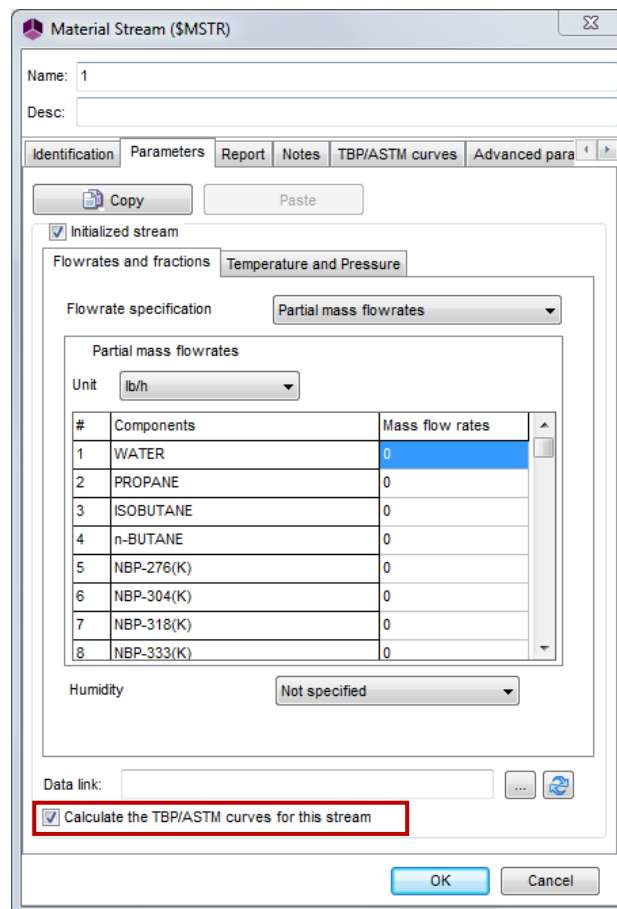 Material Stream ($MSTR)
Name: 1
Desc:
Identification Parameters Report Notes TBP/ASTM curves Advanced para
Copy Paste
Initialized stream
Flowrates and fractions Temperature and Pressure
Flowrate specification Partial mass flowrates
Partial mass flowrates
Unit lb/h
# Components Mass flow rates
1 WATER 0
2 PROPANE 0
3 ISOBUTANE 0
4 n-BUTANE 0
5 NBP-276(K) 0
6 NBP-304(K) 0
7 NBP-318(K) 0
8 NBP-333(K) 0
Humidity Not specified
Data link: ...
Calculate the TBP/ASTM curves for this stream
OK Cancel